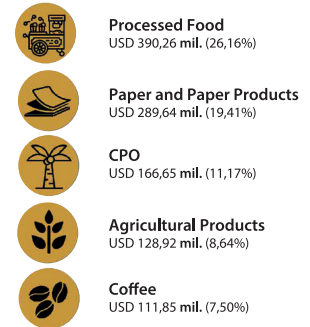 Processed Food
USD 390,26 mil. (26,16%)
Paper and Paper Products
USD 289,64 mil. (19,41%)
CPO
USD 166,65 mil. (11,17%)
Agricultural Products
USD 128,92 mil. (8,64%)
Coffee
USD 111,85 mil. (7,50%)